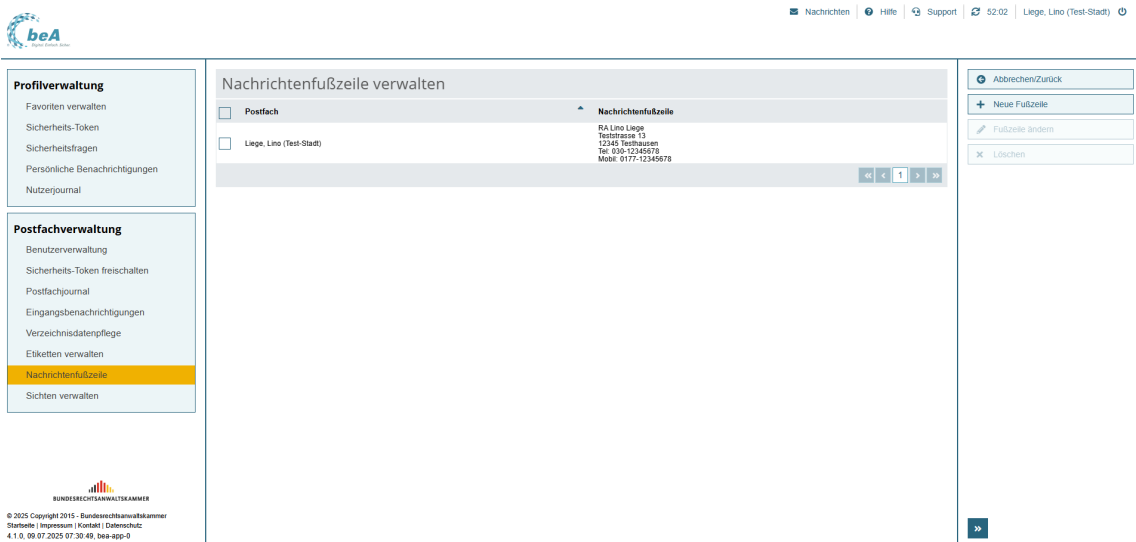 Nachrichten
Hilfe
Support
52:02
Liege, Lino (Test-Stadt)
beA
Profilverwaltung
Favoriten verwalten
Sicherheits-Token
Sicherheitsfragen
Persönliche Benachrichtigungen
Nutzerjournal
Postfachverwaltung
Benutzerverwaltung
Sicherheits-Token freischalten
Postfachjournal
Eingangsbenachrichtigungen
Verzeichnisdatenpflege
Etiketten verwalten
Nachrichtenfußzeile
Sichten verwalten
BUNDESRECHTSANWALTSKAMMER
© 2025 Copyright 2015 - Bundesrechtsanwaltskammer
Startseite | Impressum | Kontakt | Datenschutz
4.1.0, 09.07.2025 07:30:49, bea-app-0
Nachrichtenfußzeile verwalten
Postfach
Nachrichtenfußzeile
Liege, Lino (Test-Stadt)
RA Lino Liege
Teststrasse 13
12345 Testhausen
Tel: 030-12345678
Mobil: 0177-12345678
1
Abbrechen/Zurück
Neue Fußzeile
Fußzeile ändern
Löschen